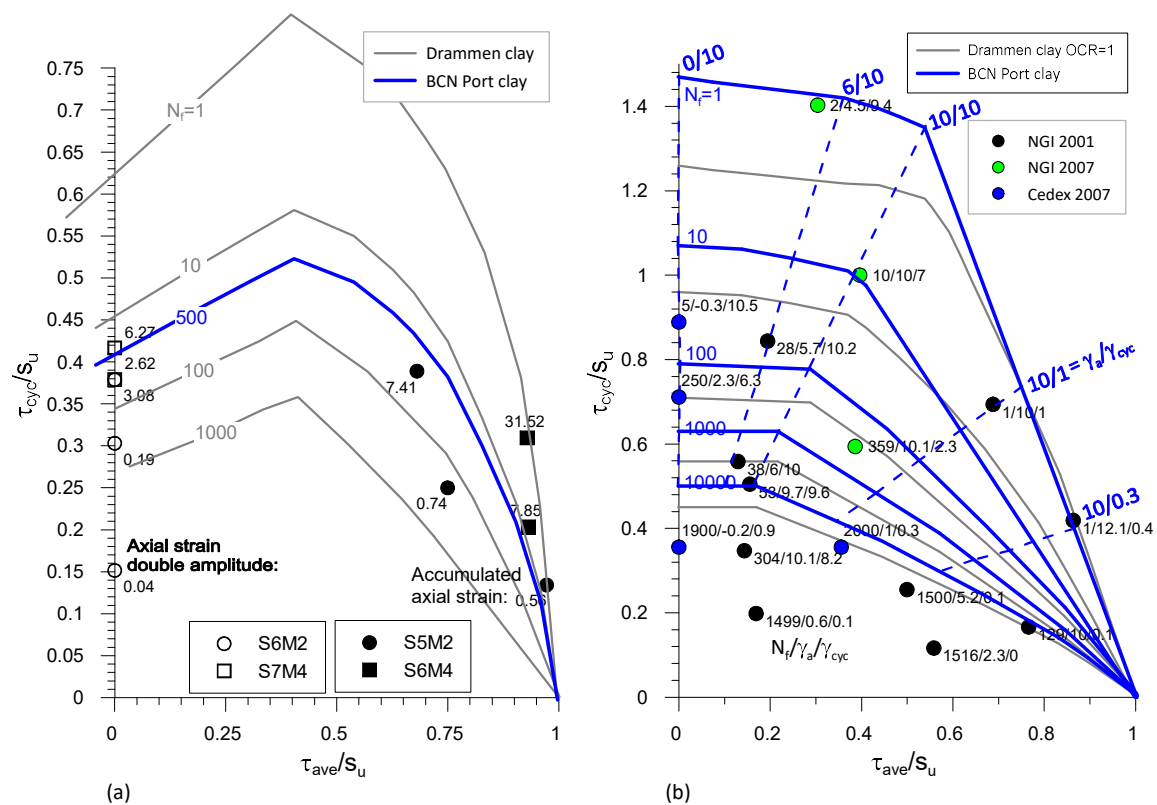 0.75
0.7
0.65
0.6
0.55
0.5
0.45
0.4
0.35
0.3
0.25
0.2
0.15
0.1
0.05
0
τcyc/su
Drammen clay
BCN Port clay
Nf=1
10
500
100
1000
6.27
2.62
3.08
0.19
7.41
31.52
0.74
7.85
Axial strain
double amplitude:
0.04
Accumulated
axial strain:
0.56
S6M2
S7M4
S5M2
S6M4
0
0.25
0.5
0.75
1
τave/su
(a)
1.4
1.2
1
0.8
0.6
0.4
0.2
0
τcyc/su
Drammen clay OCR=1
BCN Port clay
NGI 2001
NGI 2007
Cedex 2007
0/10
6/10
10/10
Nf=1
2/4.5/9.4
10
10/10/7
5/-0.3/10.5
28/5.7/10.2
100
10/1=γa/γcyc
250/2.3/6.3
1/10/1
1000
359/10.1/2.3
38/6/10
10000
53/9.7/9.6
10/0.3
1/12.1/0.4
1900/-0.2/0.9
2000/1/0.3
304/10.1/8.2
1500/5.2/0.1
1499/0.6/0.1
129/10/0.1
Nf/γa/γcyc
1516/2.3/0
0
0.2
0.4
0.6
0.8
1
τave/su
(b)